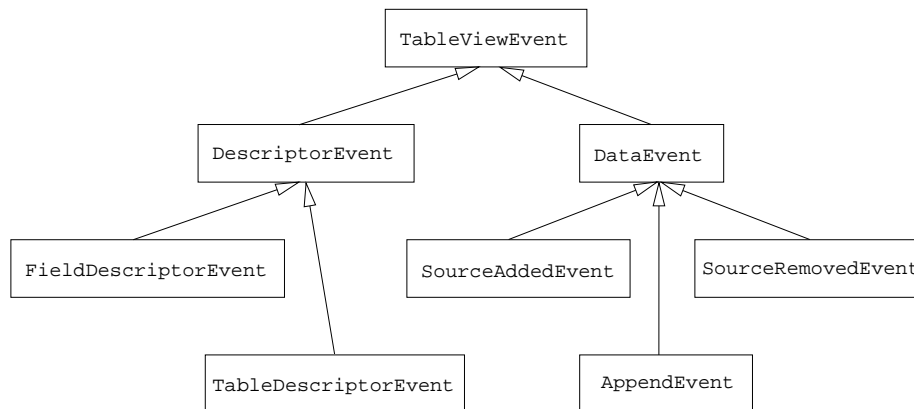 TableViewEvent
DescriptorEvent
DataEvent
FieldDescriptorEvent
SourceAddedEvent
SourceRemovedEvent
TableDescriptorEvent
AppendEvent